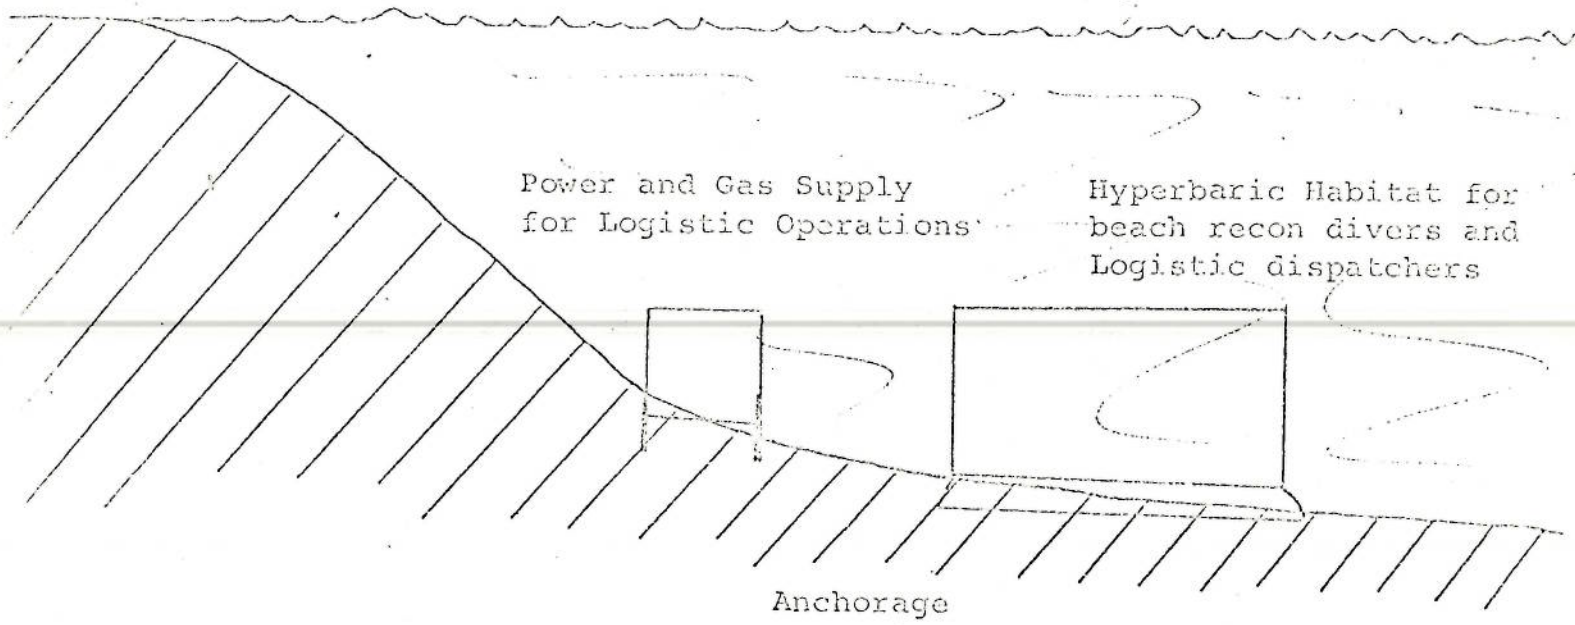 Power and Gas Supply
for Logistic Operations
Hyperbaric Habitat for
beach recon divers and
Logistic dispatchers
Anchorage